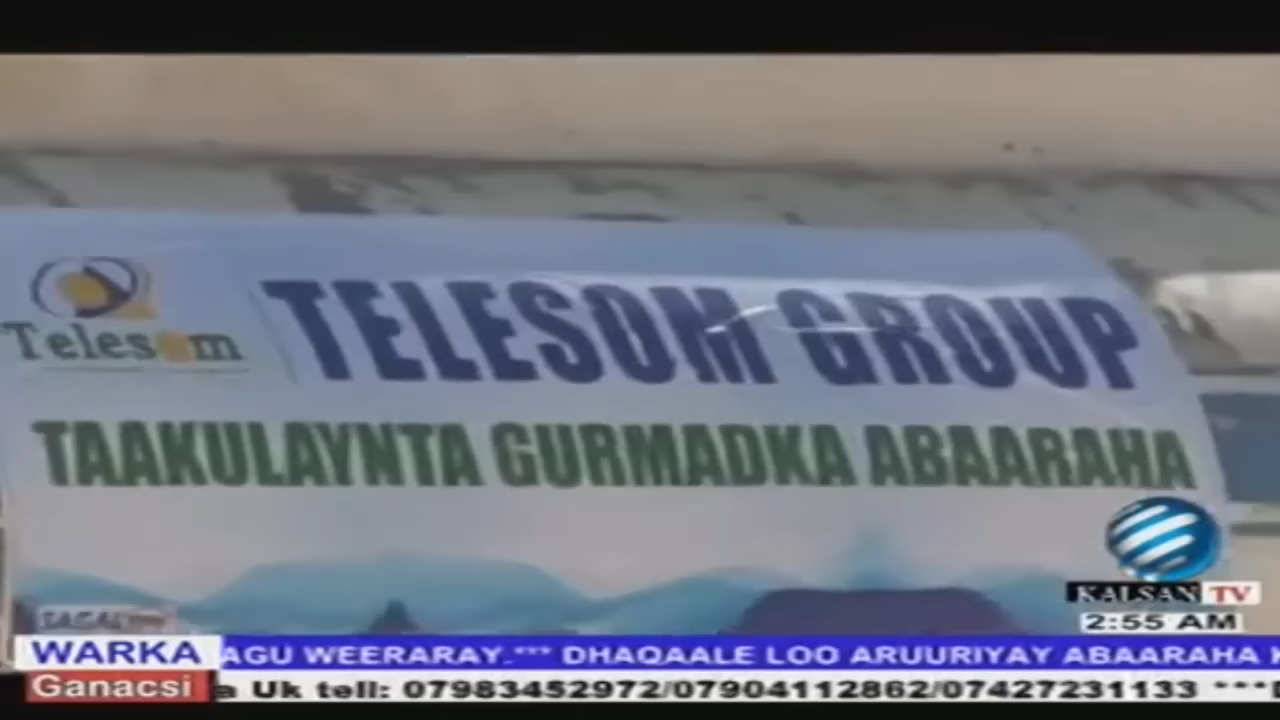 Telesom
TELESOM GROUP
TAAKULAYNTA GURMADKA ABAARAHA
KALSAN TV
2:55 AM
WARKA
AGU WEERARAY.*** DHAQAALE LOO ARUURIYAY ABAARAHA
Ganacsi
Uk tell: 07983452972/07904112862/07427231133 ***